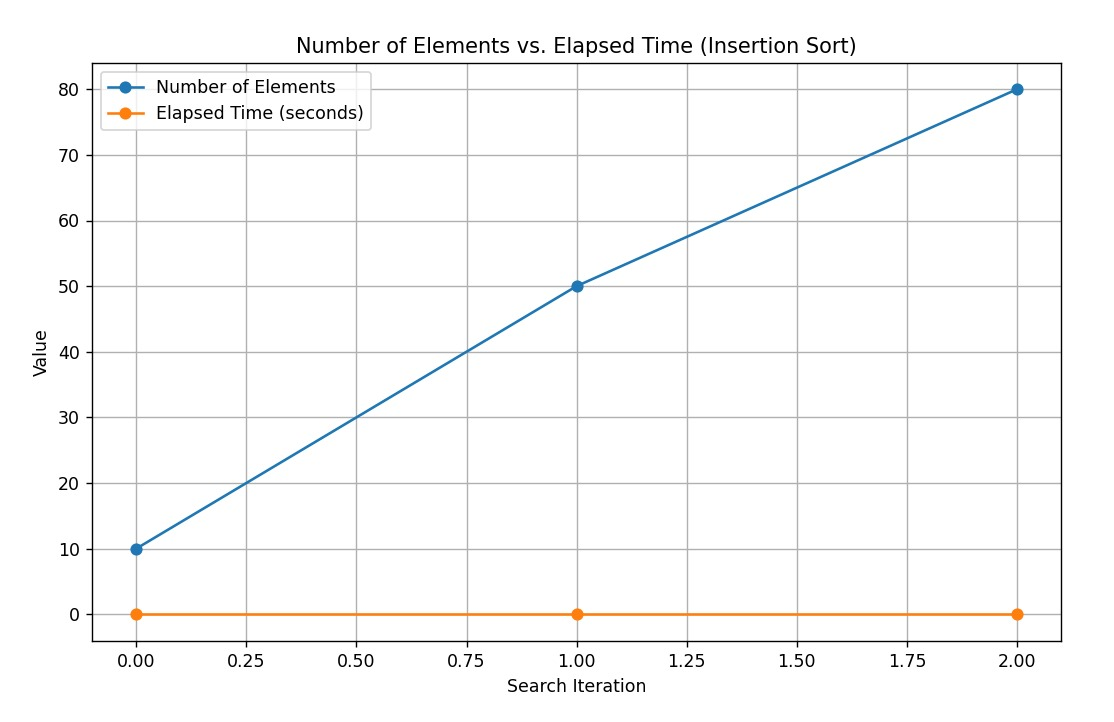 Number of Elements vs. Elapsed Time (Insertion Sort)
Number of Elements
Elapsed Time (seconds)
80
70
60
50
40
30
20
10
0
Value
0.00 0.25 0.50 0.75 1.00 1.25 1.50 1.75 2.00
Search Iteration